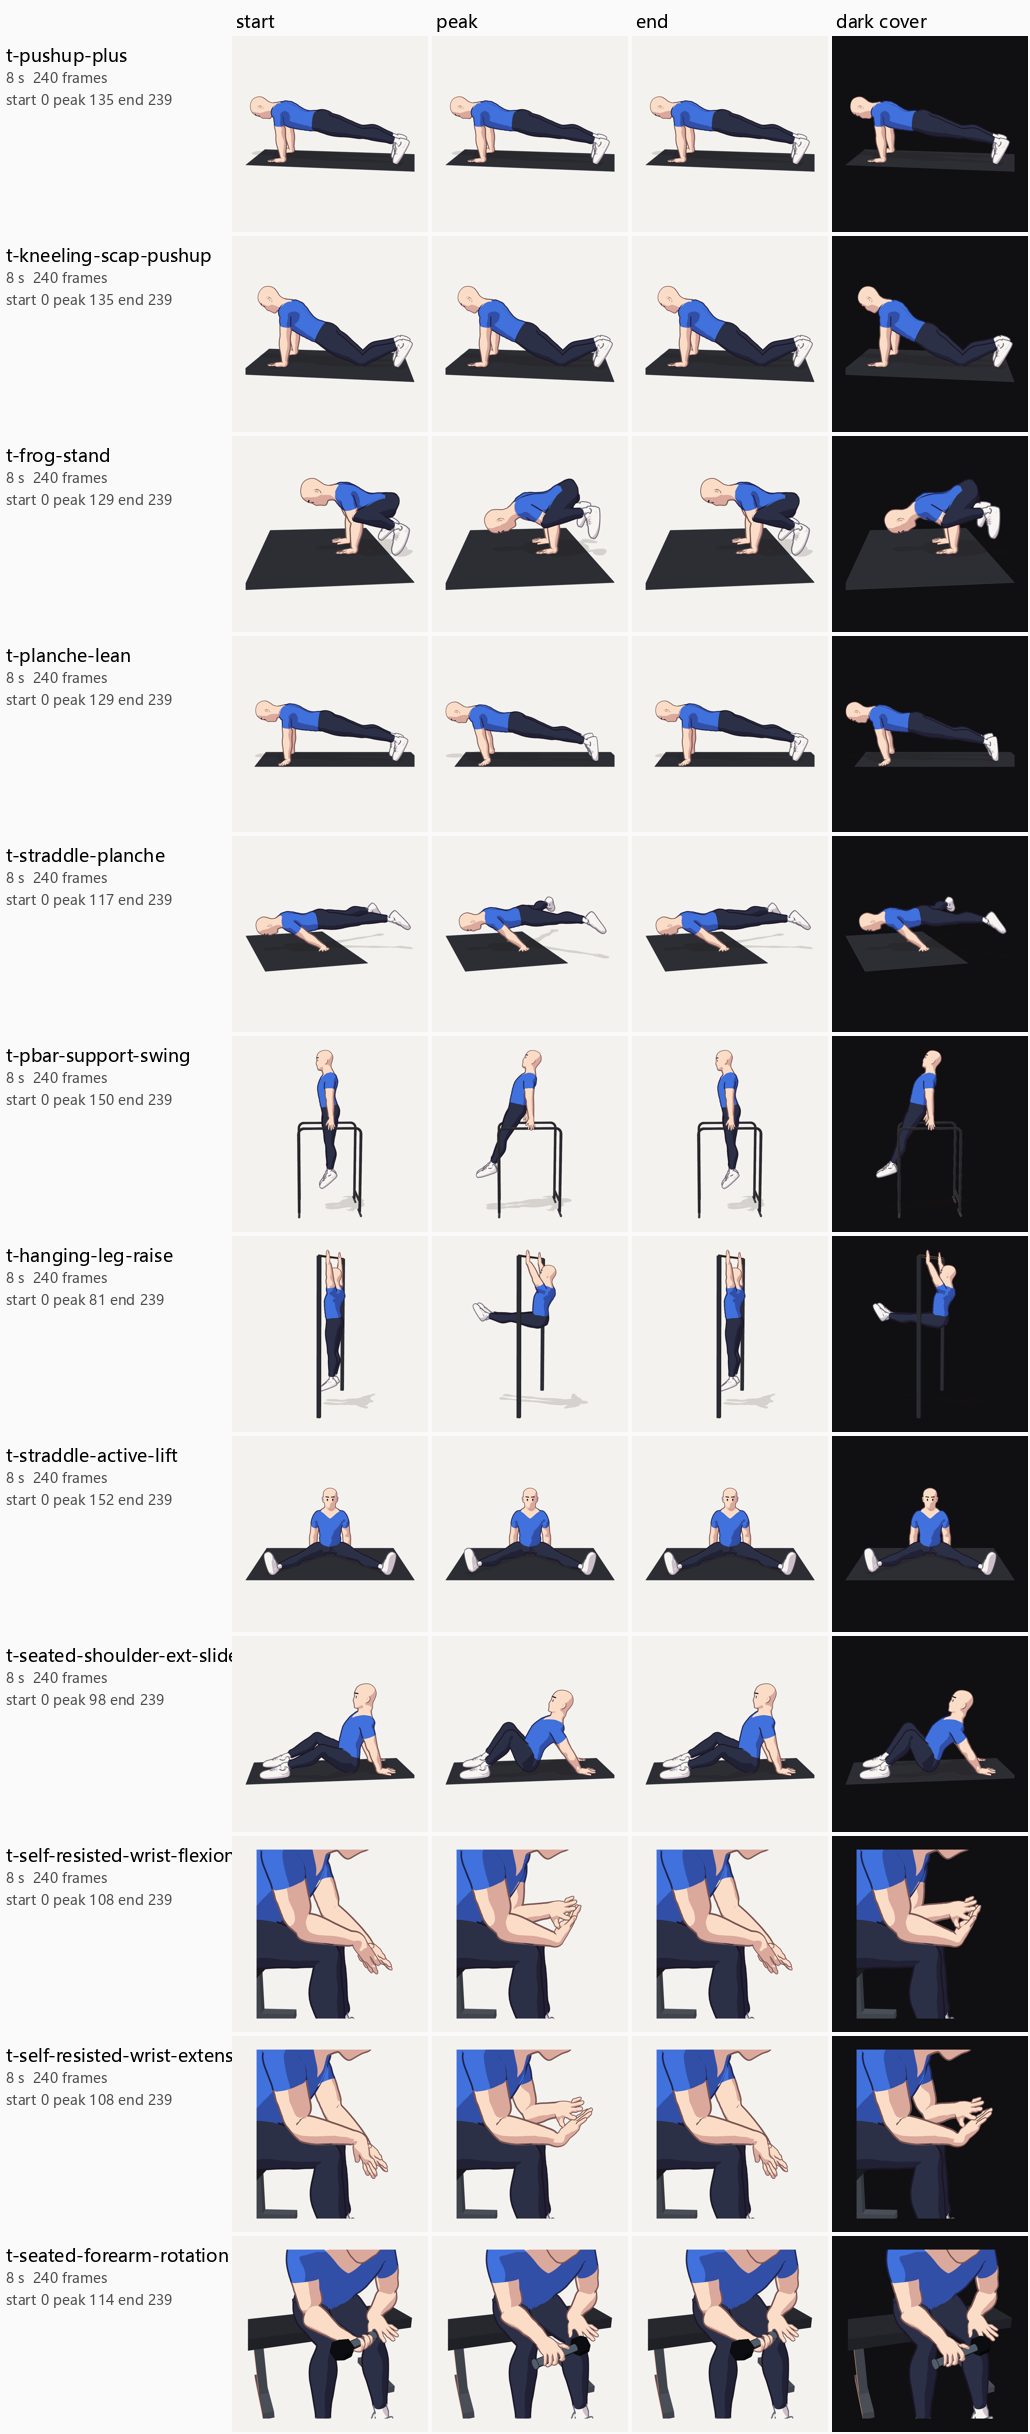 start peak end dark cover
t-pushup-plus
8 s 240 frames
start 0 peak 135 end 239
t-kneeling-scap-pushup
8 s 240 frames
start 0 peak 135 end 239
t-frog-stand
8 s 240 frames
start 0 peak 129 end 239
t-planche-lean
8 s 240 frames
start 0 peak 129 end 239
t-straddle-planche
8 s 240 frames
start 0 peak 117 end 239
t-pbar-support-swing
8 s 240 frames
start 0 peak 150 end 239
t-hanging-leg-raise
8 s 240 frames
start 0 peak 81 end 239
t-straddle-active-lift
8 s 240 frames
start 0 peak 152 end 239
t-seated-shoulder-ext-slide
8 s 240 frames
start 0 peak 98 end 239
t-self-resisted-wrist-flexion
8 s 240 frames
start 0 peak 108 end 239
t-self-resisted-wrist-extens
8 s 240 frames
start 0 peak 108 end 239
t-seated-forearm-rotation
8 s 240 frames
start 0 peak 114 end 239